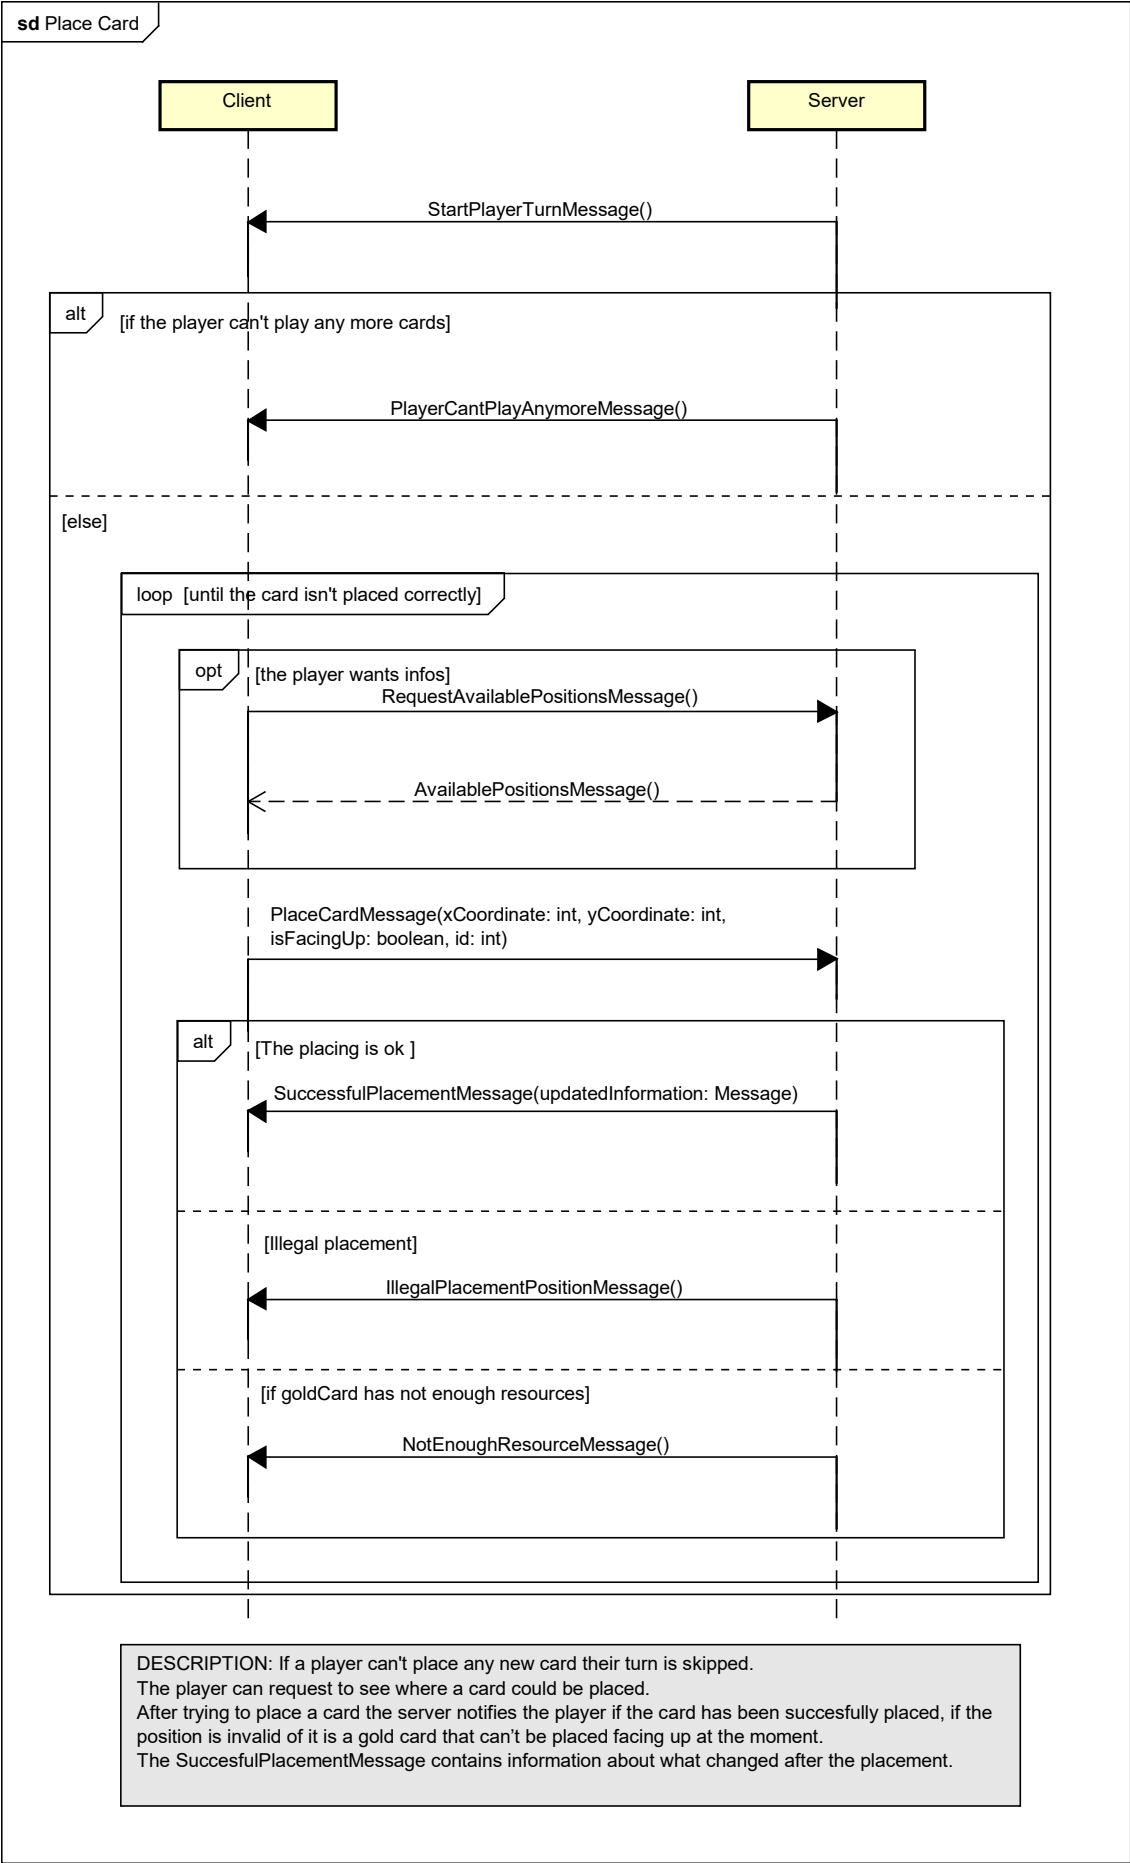 sd Place Card
Client
Server
StartPlayerTurnMessage()
alt
[if the player can't play any more cards]
PlayerCantPlayAnymoreMessage()
[else]
loop [until the card isn't placed correctly]
opt
[the player wants infos]
RequestAvailablePositionsMessage()
AvailablePositionsMessage()
PlaceCardMessage(xCoordinate: int, yCoordinate: int,
isFacingUp: boolean, id: int)
alt
[The placing is ok ]
SuccessfulPlacementMessage(updatedInformation: Message)
[Illegal placement]
IllegalPlacementPositionMessage()
[if goldCard has not enough resources]
NotEnoughResourceMessage()
DESCRIPTION: If a player can't place any new card their turn is skipped.
The player can request to see where a card could be placed.
After trying to place a card the server notifies the player if the card has been succesfully placed, if the
position is invalid of it is a gold card that can’t be placed facing up at the moment.
The SuccesfulPlacementMessage contains information about what changed after the placement.